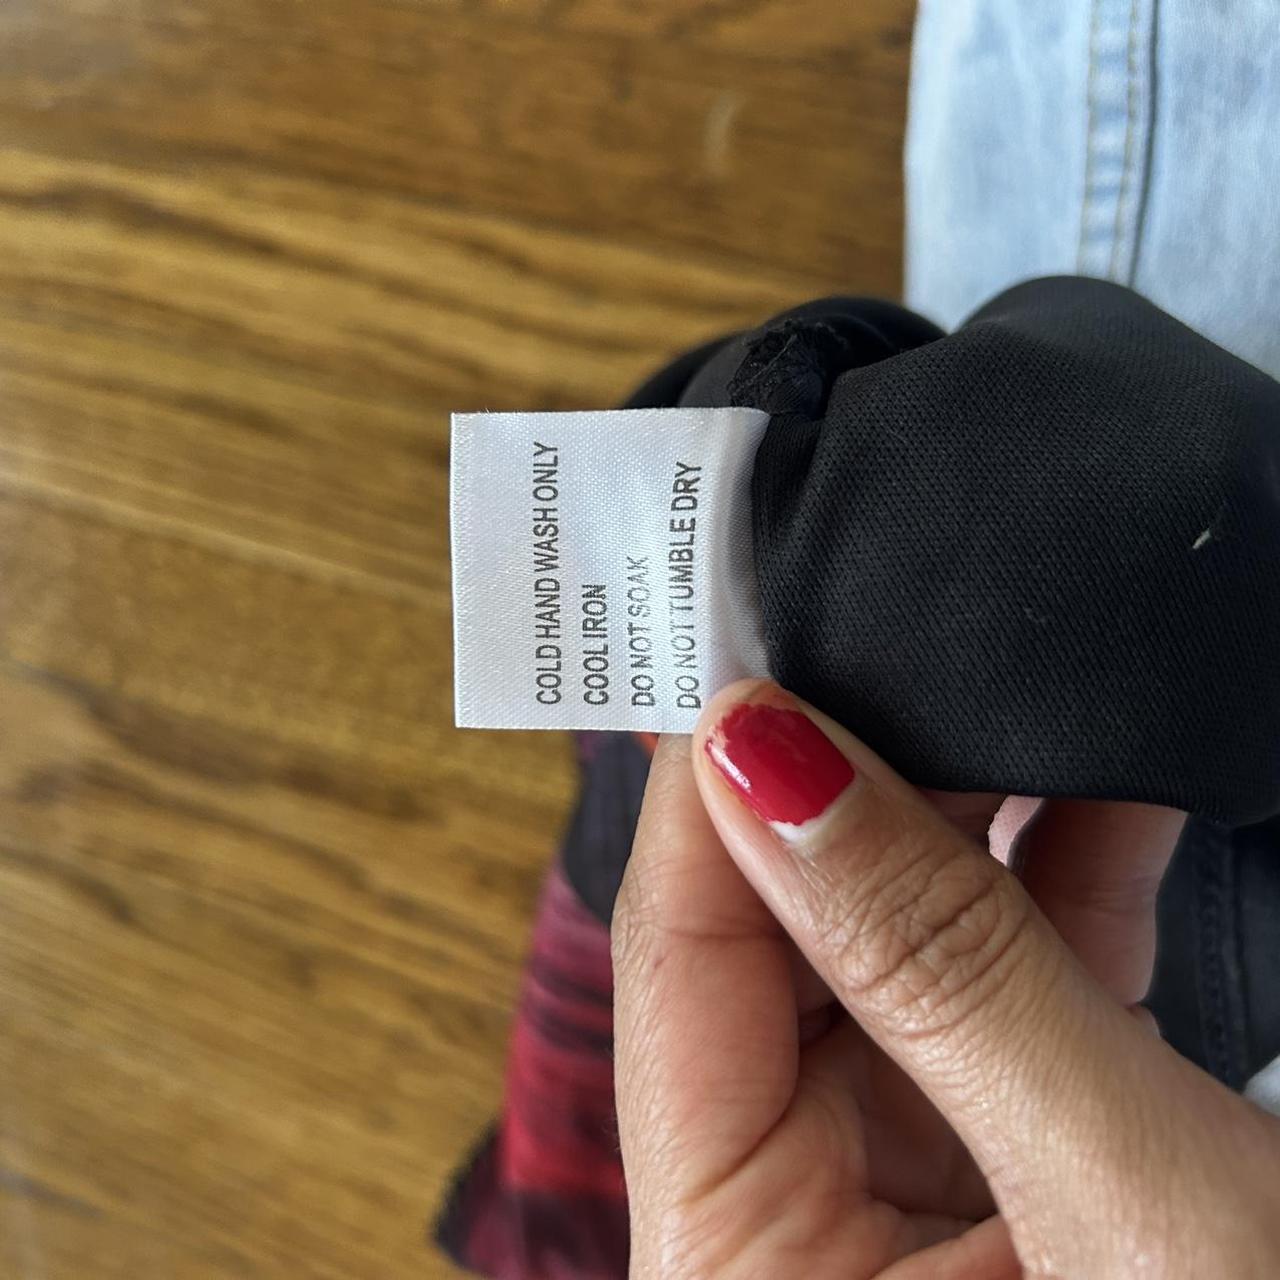 COLD HAND WASH ONLY
COOL IRON
DO NOT SOAK
DO NOT TUMBLE DRY